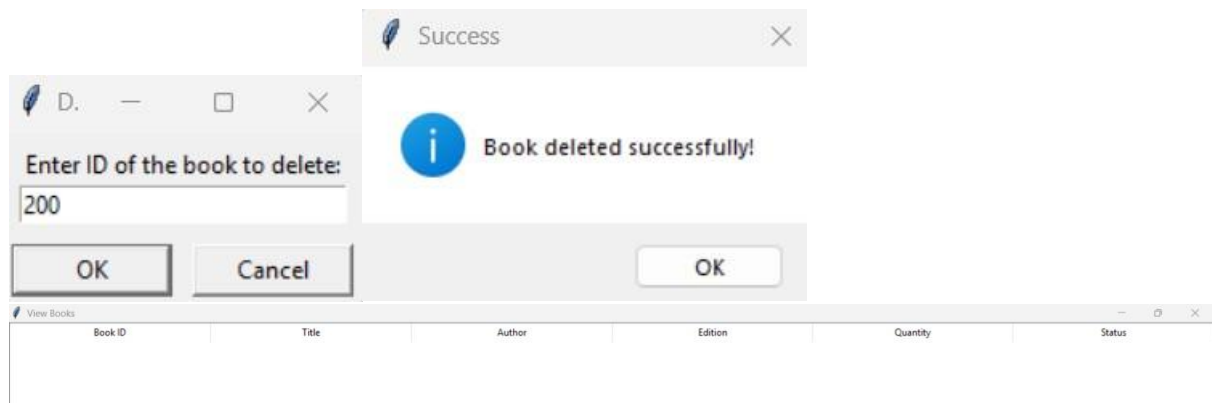 Success
Book deleted successfully!
OK
D.
Enter ID of the book to delete:
200
OK Cancel
View Books
Book ID Title Author Edition Quantity Status